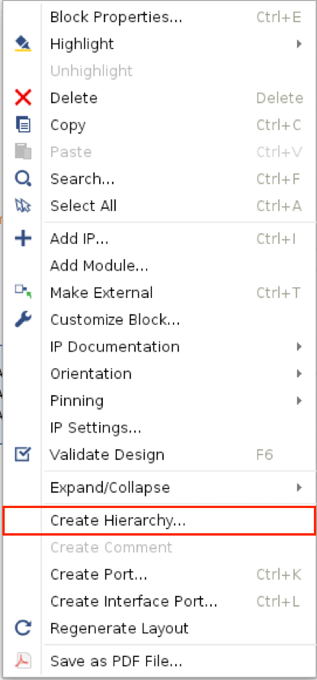 Block Properties... Ctrl+E
Highlight
Unhighlight
Delete Delete
Copy Ctrl+C
Paste Ctrl+V
Search... Ctrl+F
Select All Ctrl+A
Add IP... Ctrl+I
Add Module...
Make External Ctrl+T
Customize Block...
IP Documentation
Orientation
Pinning
IP Settings...
Validate Design F6
Expand/Collapse
Create Hierarchy...
Create Comment
Create Port... Ctrl+K
Create Interface Port... Ctrl+L
Regenerate Layout
Save as PDF File...